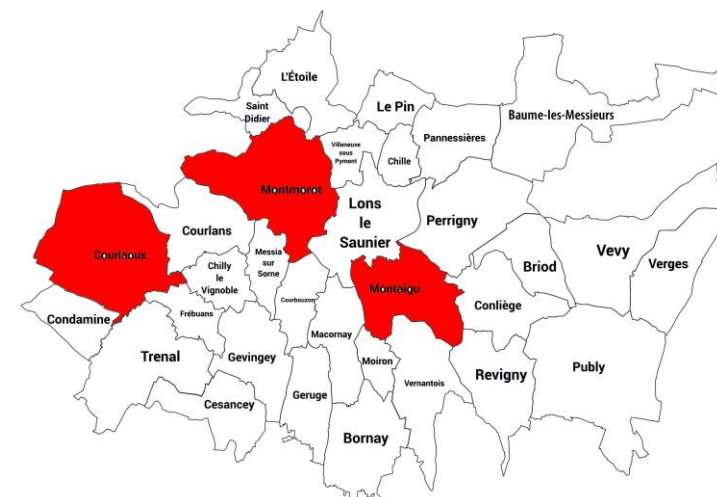 L'Étoile
Saint
Didier
Le Pin
Baume-les-Messieurs
Pannessières
Villeneuve
sous
Pymont
Chille
Montmorot
Lons
le
Saunier
Perrigny
Courlans
Courlaoux
Messia
sur
Sorne
Chilly
le
Vignoble
Briod
Vevy
Verges
Montaigu
Conliège
Courbouzon
Condamine
Frébuans
Macornay
Trenal
Gevingey
Moiron
Vernantois
Revigny
Publy
Cesancey
Geruge
Bornay